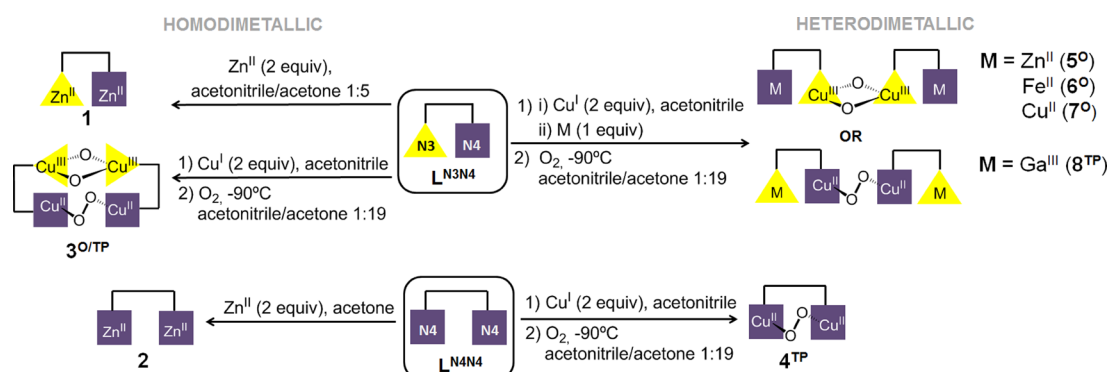 HOMODIMETALLIC
HETERODIMETALLIC
Zn^II (2 equiv),
acetonitrile/acetone 1:5
Zn^II Zn^II
1
N3 N4
L^N3N4
1) i) Cu^I (2 equiv), acetonitrile
ii) M (1 equiv)
2) O₂, -90ºC
acetonitrile/acetone 1:19
M Cu^III O O Cu^III M
OR
M Cu^II O O Cu^II M
M = Zn^II (5^O)
Fe^II (6^O)
Cu^II (7^O)
M = Ga^III (8^TP)
1) Cu^I (2 equiv), acetonitrile
2) O₂, -90ºC
acetonitrile/acetone 1:19
Cu^III O O Cu^III
Cu^II O O Cu^II
3^O/TP
Zn^II (2 equiv), acetone
Zn^II Zn^II
2
N4 N4
L^N4N4
1) Cu^I (2 equiv), acetonitrile
2) O₂, -90ºC
acetonitrile/acetone 1:19
Cu^II O O Cu^II
4^TP